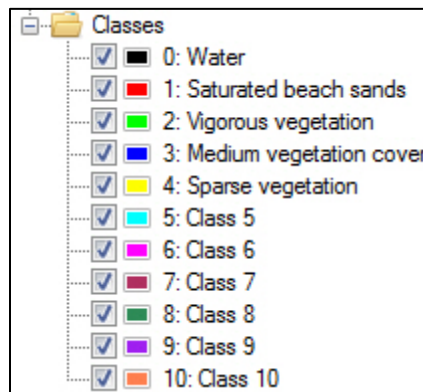 Classes
0: Water
1: Saturated beach sands
2: Vigorous vegetation
3: Medium vegetation cover
4: Sparse vegetation
5: Class 5
6: Class 6
7: Class 7
8: Class 8
9: Class 9
10: Class 10